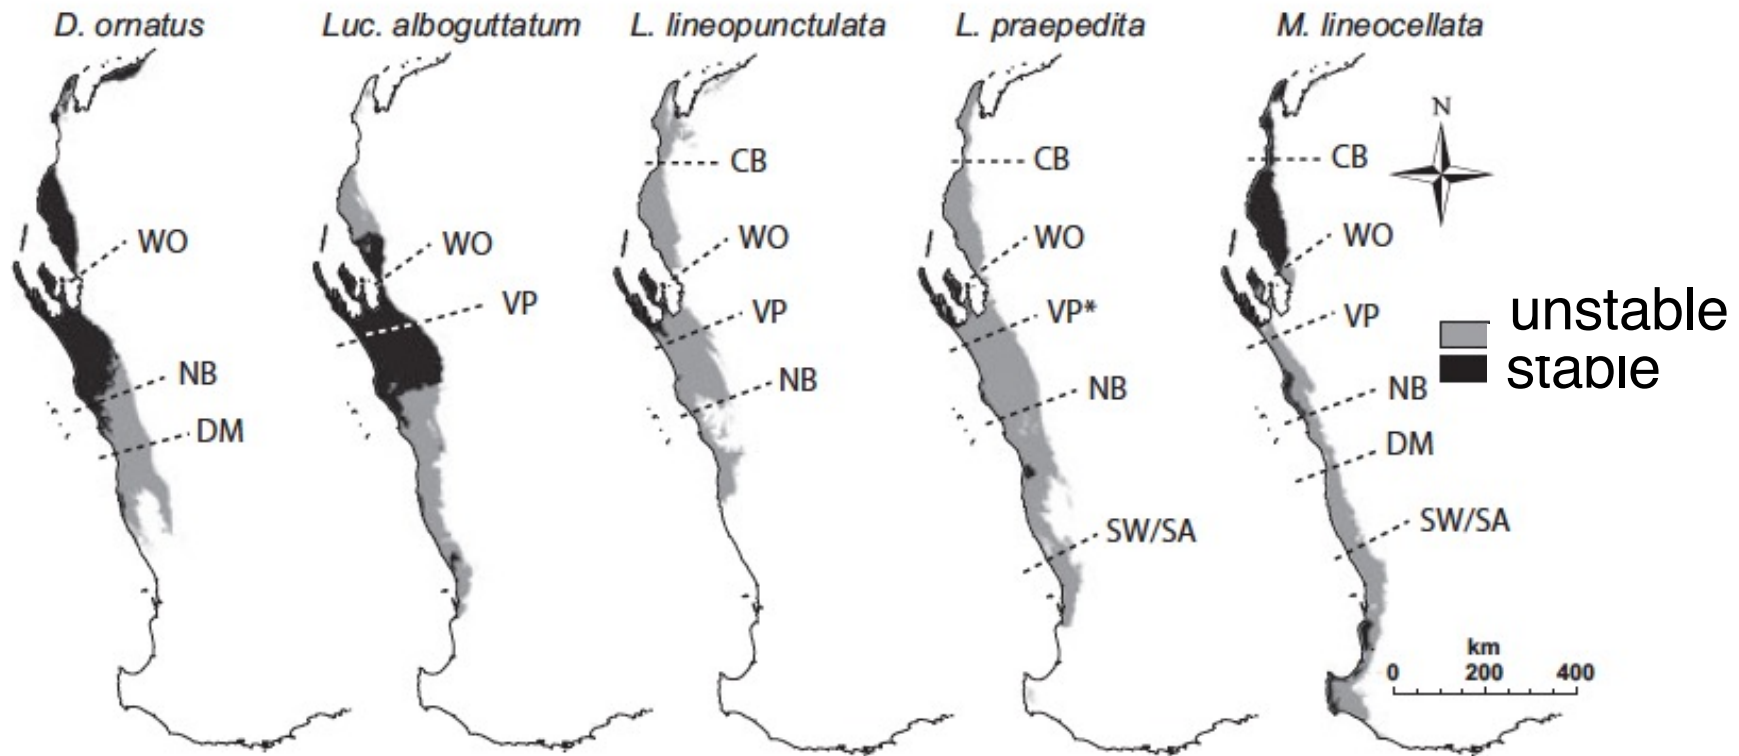 D. ornatus
Luc. alboguttatum
L. lineopunctulata
L. praepedita
M. lineocellata
WO
NB
DM
WO
VP
CB
WO
VP
NB
CB
WO
VP*
NB
SW/SA
CB
WO
VP
NB
DM
SW/SA
N
unstable
stable
km
0 200 400